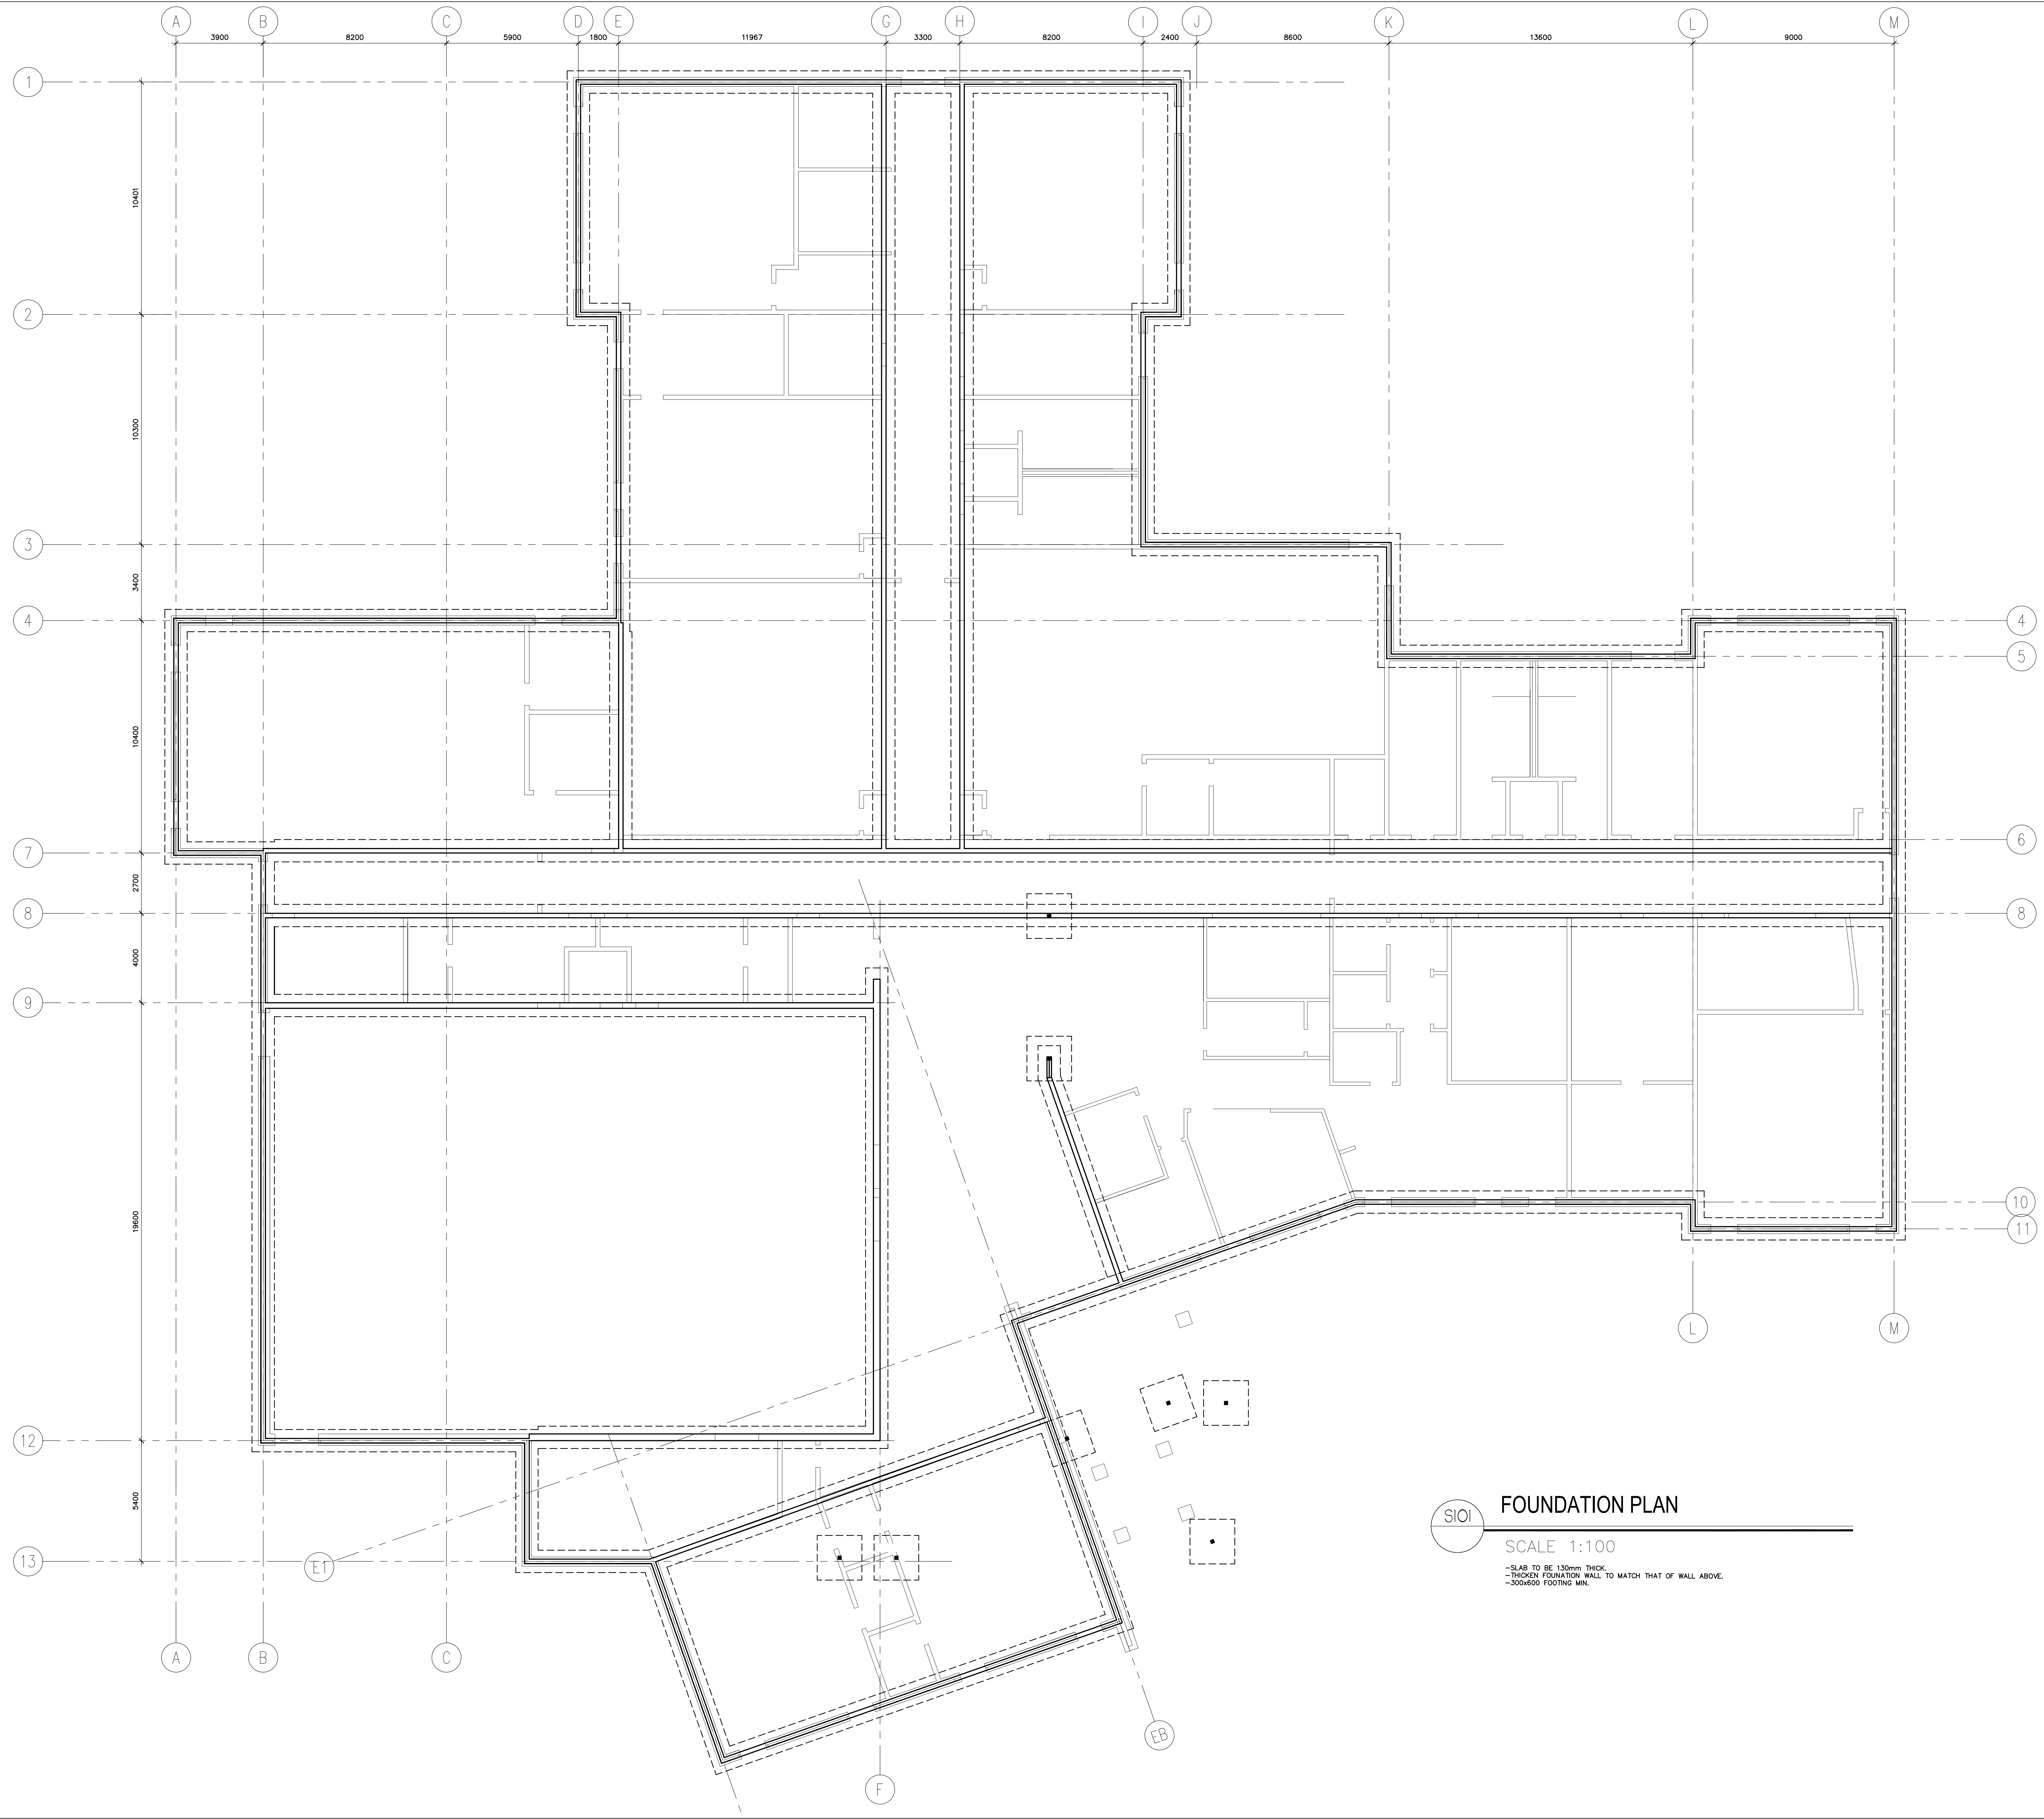 A B C D E G H I J K L M
3900 8200 5900 1800 11967 3300 8200 2400 8600 13600 9000
1
10401
2
10300
3
3400
4 4
5
10400
6
7
2700
8 8
4000
9
19600
10
11
L M
12
5400
13
E1
A B C
EB
F
S101
FOUNDATION PLAN
SCALE 1:100
-SLAB TO BE 130mm THICK.
-THICKEN FOUNATION WALL TO MATCH THAT OF WALL ABOVE.
-300x600 FOOTING MIN.